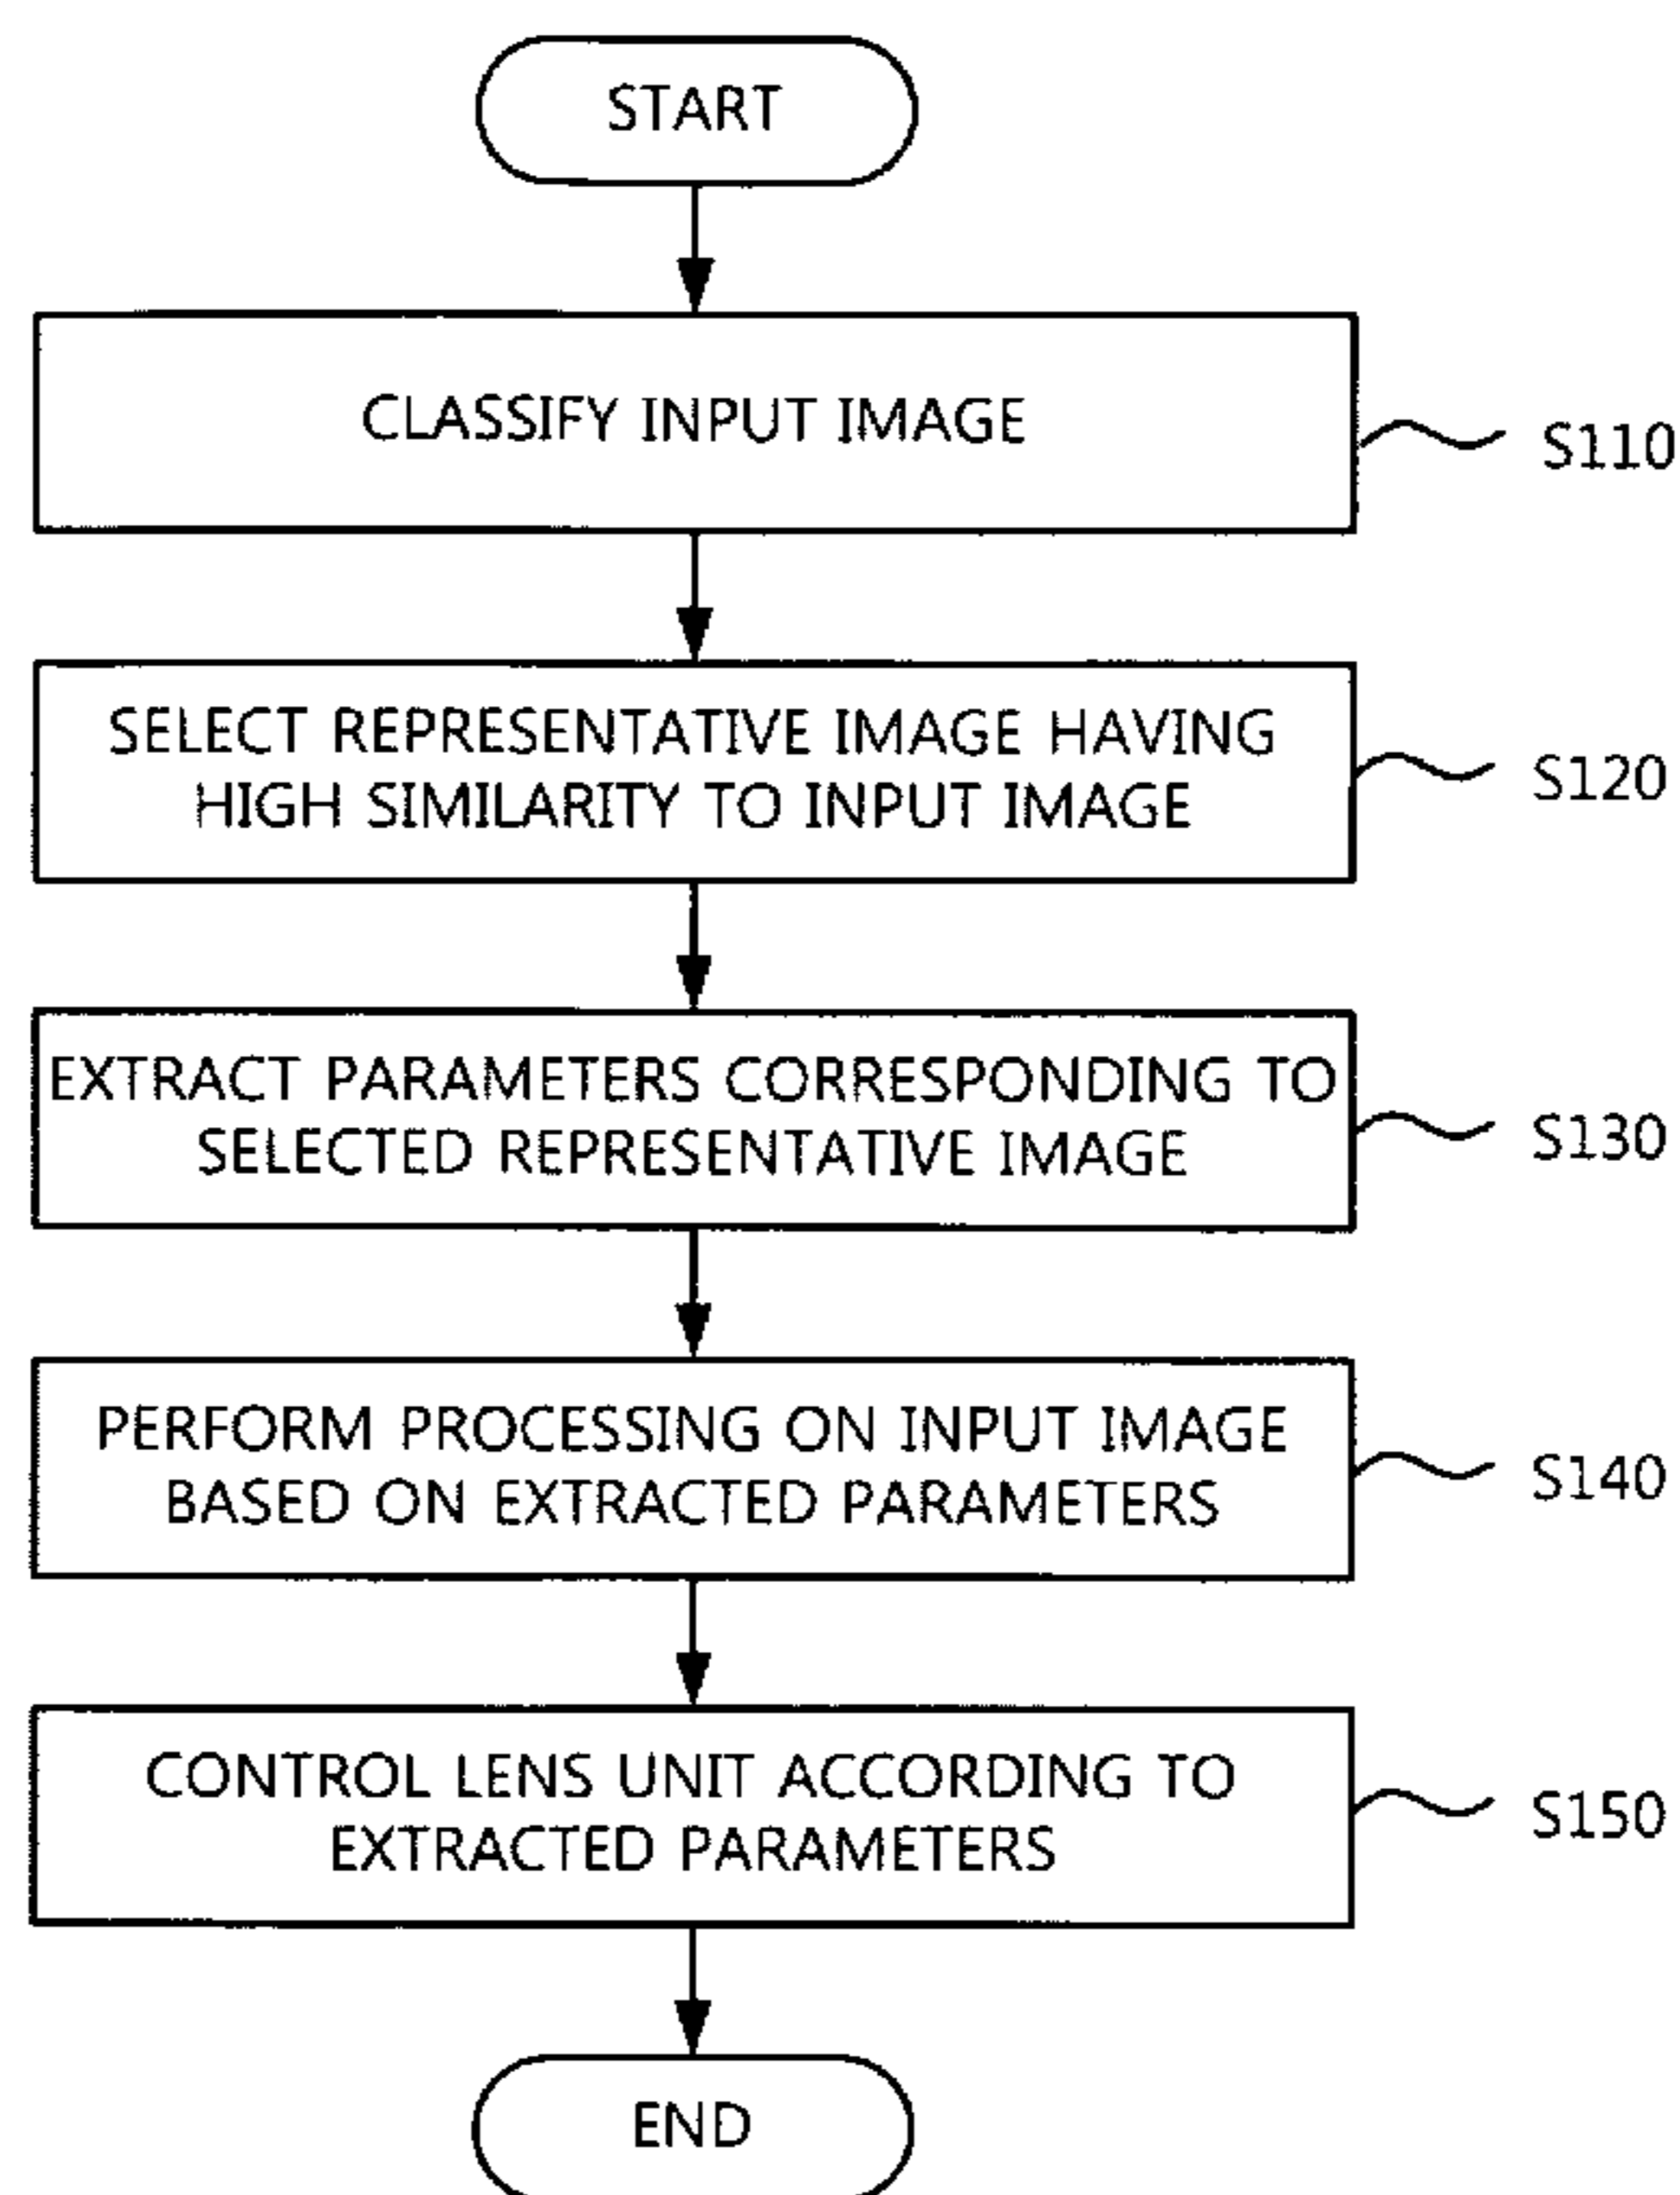 START
CLASSIFY INPUT IMAGE
S110
SELECT REPRESENTATIVE IMAGE HAVING
HIGH SIMILARITY TO INPUT IMAGE
S120
EXTRACT PARAMETERS CORRESPONDING TO
SELECTED REPRESENTATIVE IMAGE
S130
PERFORM PROCESSING ON INPUT IMAGE
BASED ON EXTRACTED PARAMETERS
S140
CONTROL LENS UNIT ACCORDING TO
EXTRACTED PARAMETERS
S150
END